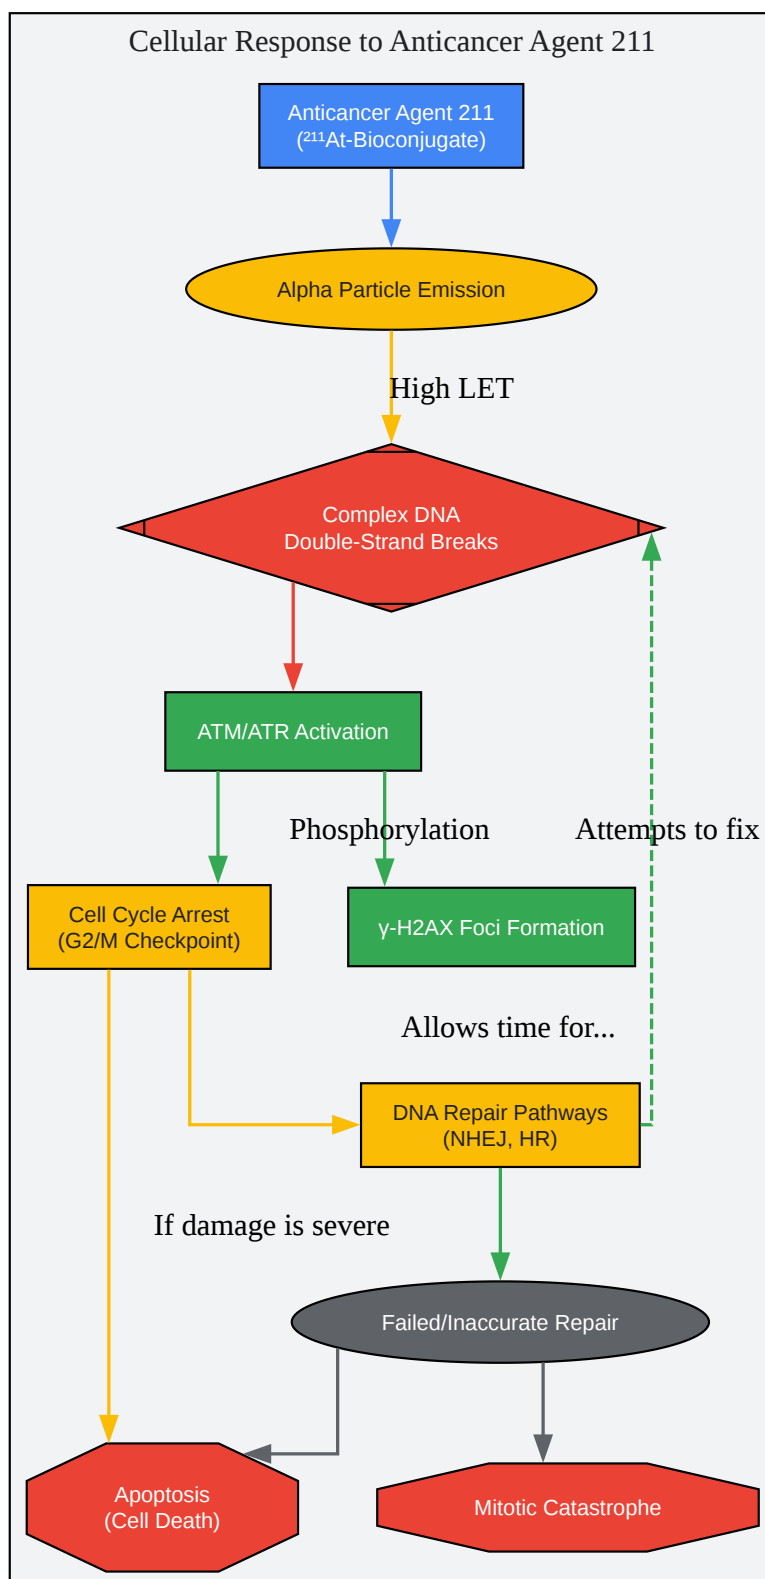 Cellular Response to Anticancer Agent 211
Anticancer Agent 211
(²¹¹At-Bioconjugate)
Alpha Particle Emission
High LET
Complex DNA
Double-Strand Breaks
ATM/ATR Activation
Phosphorylation
Attempts to fix
Cell Cycle Arrest
(G2/M Checkpoint)
γ-H2AX Foci Formation
Allows time for...
DNA Repair Pathways
(NHEJ, HR)
If damage is severe
Failed/Inaccurate Repair
Apoptosis
(Cell Death)
Mitotic Catastrophe